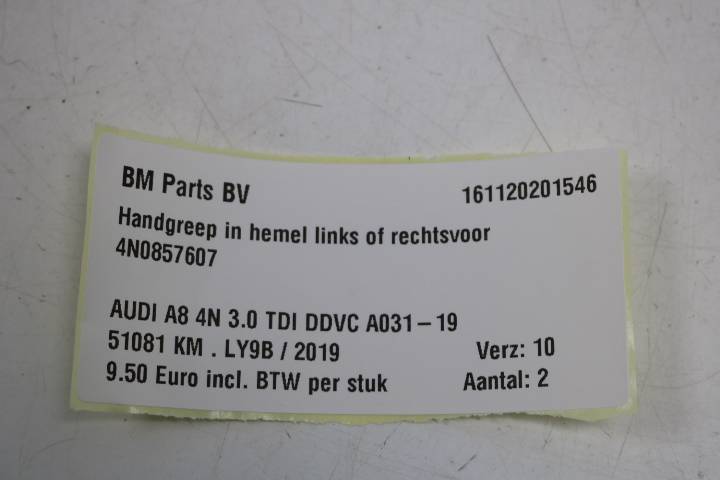 BM Parts BV 161120201546
Handgreep in hemel links of rechtsvoor
4N0857607
AUDI A8 4N 3.0 TDI DDVC A031-19
51081 KM . LY9B / 2019 Verz: 10
9.50 Euro incl. BTW per stuk Aantal: 2